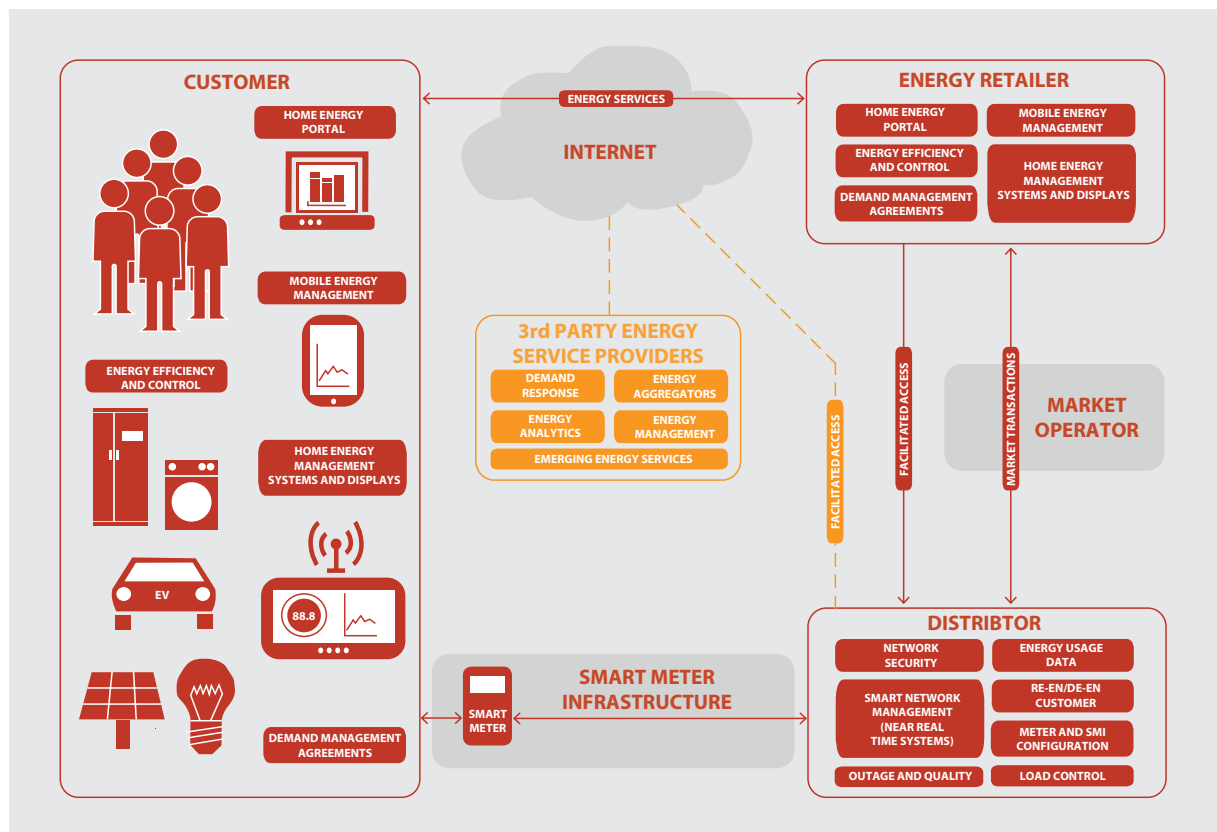 CUSTOMER
HOME ENERGY
PORTAL
MOBILE ENERGY
MANAGEMENT
ENERGY EFFICIENCY
AND CONTROL
HOME ENERGY
MANAGEMENT
SYSTEMS AND DISPLAYS
EV
88.8
DEMAND MANAGEMENT
AGREEMENTS
ENERGY SERVICES
INTERNET
3rd PARTY ENERGY
SERVICE PROVIDERS
DEMAND
RESPONSE
ENERGY
AGGREGATORS
ENERGY
ANALYTICS
ENERGY
MANAGEMENT
EMERGING ENERGY SERVICES
FACILITATED ACCESS
ENERGY RETAILER
HOME ENERGY
PORTAL
MOBILE ENERGY
MANAGEMENT
ENERGY EFFICIENCY
AND CONTROL
HOME ENERGY
MANAGEMENT
SYSTEMS AND DISPLAYS
DEMAND MANAGEMENT
AGREEMENTS
FACILITATED ACCESS
MARKET TRANSACTIONS
MARKET
OPERATOR
SMART METER
INFRASTRUCTURE
SMART
METER
DISTRIBTOR
NETWORK
SECURITY
ENERGY USAGE
DATA
SMART NETWORK
MANAGEMENT
(NEAR REAL
TIME SYSTEMS)
RE-EN/DE-EN
CUSTOMER
METER AND SMI
CONFIGURATION
OUTAGE AND QUALITY
LOAD CONTROL